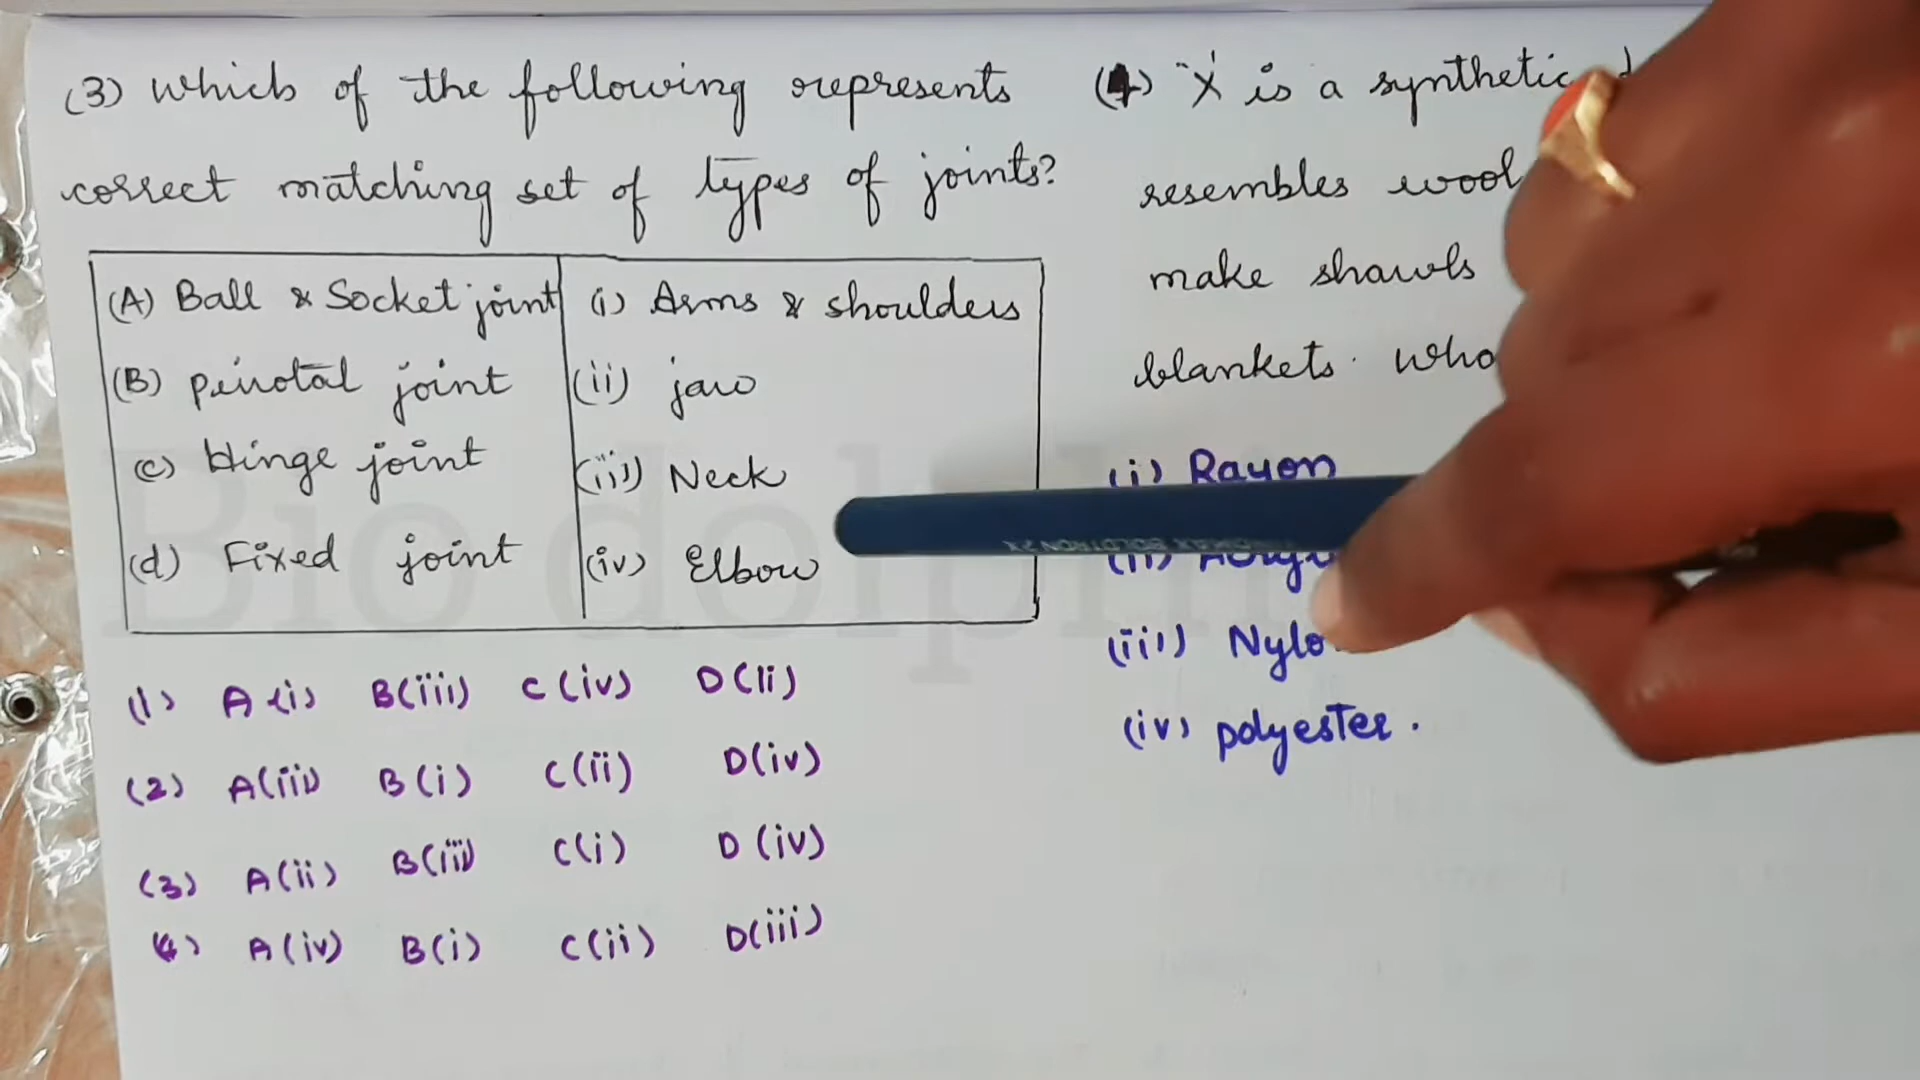 (3) Which of the following represents
correct matching set of types of joints?
(A) Ball & Socket joint (i) Arms & shoulders
(B) pivotal joint (ii) jaw
(c) Hinge joint (iii) Neck
(d) Fixed joint (iv) Elbow
(1) A (i) B(iii) C (iv) D(ii)
(2) A(iii) B(i) C(ii) D(iv)
(3) A(ii) B(iii) C(i) D (iv)
(4) A(iv) B(i) C(ii) D(iii)
(4) "X" is a synthetic
resembles wool
make shawls
blankets.
(i) Rayon
(ii)
(iii)
(iv) polyester.
Bio dolph